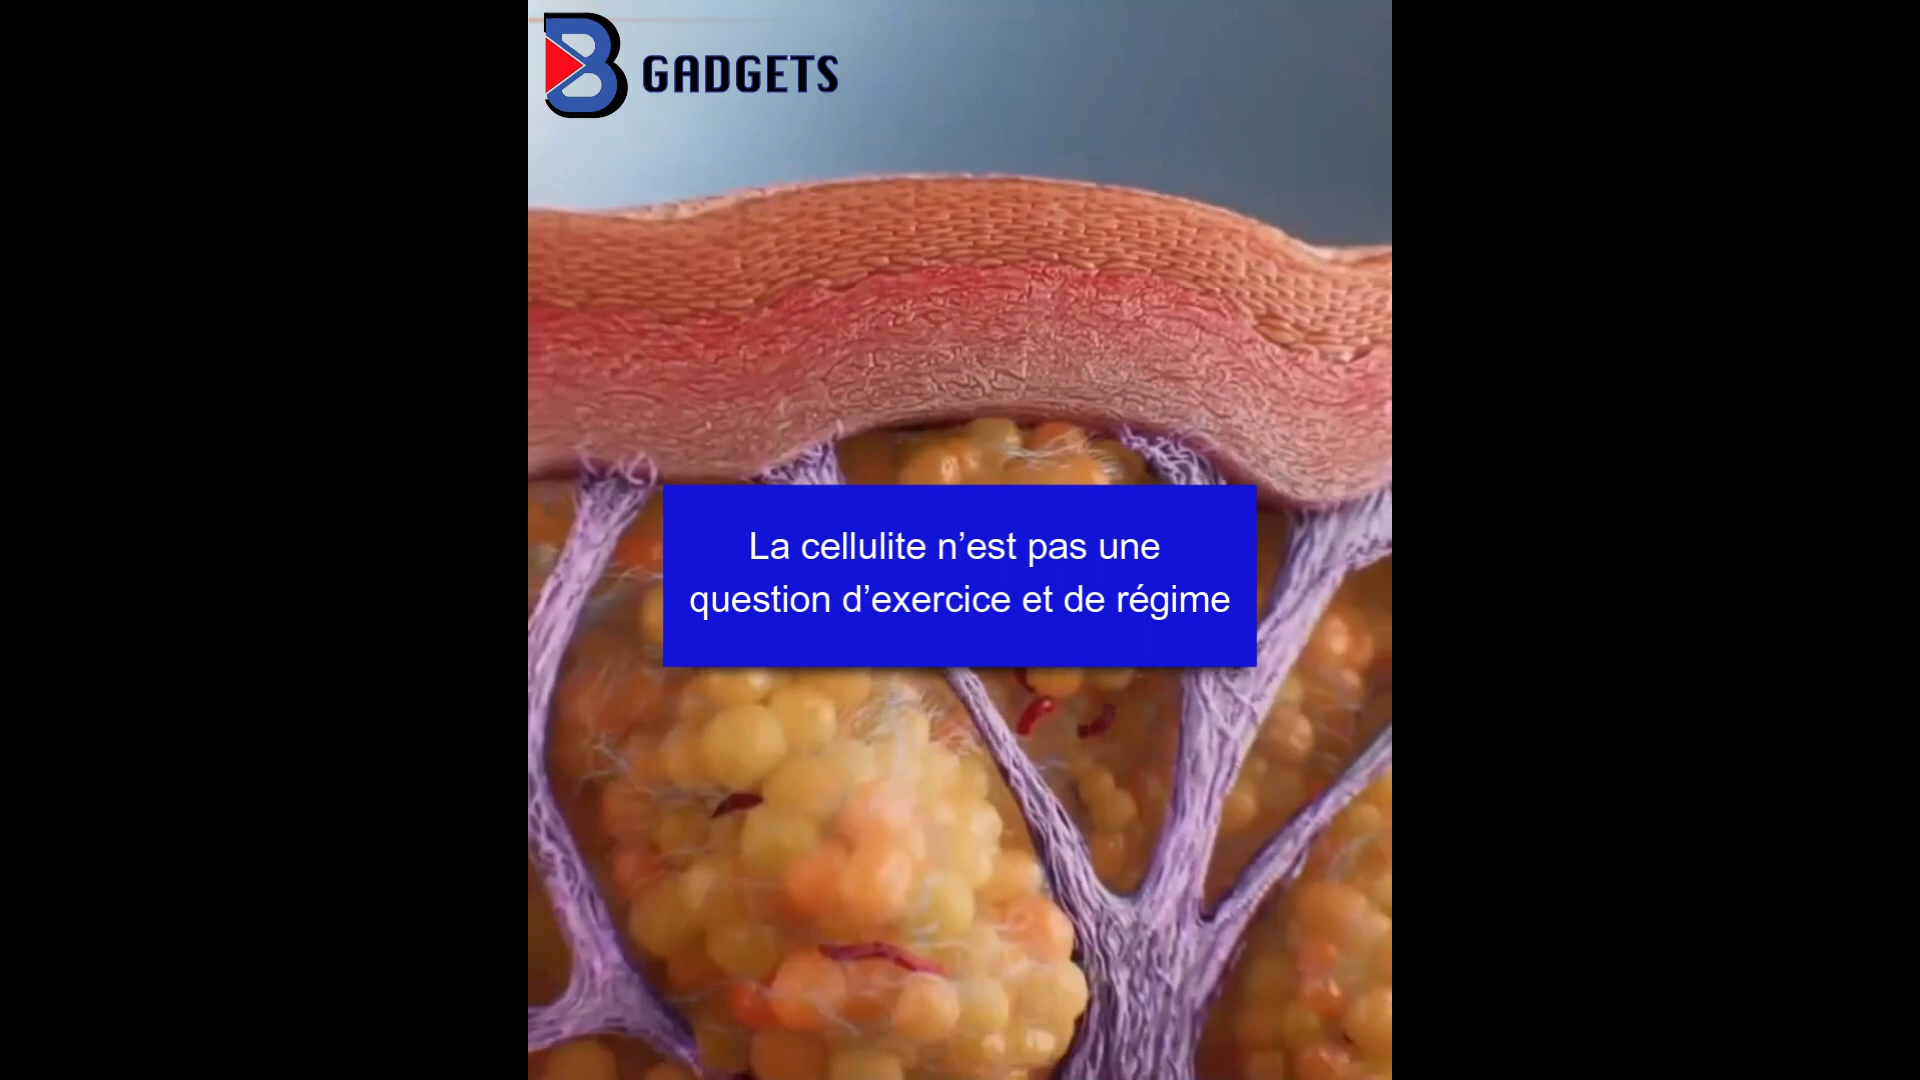 B GADGETS
La cellulite n’est pas une
question d’exercice et de régime